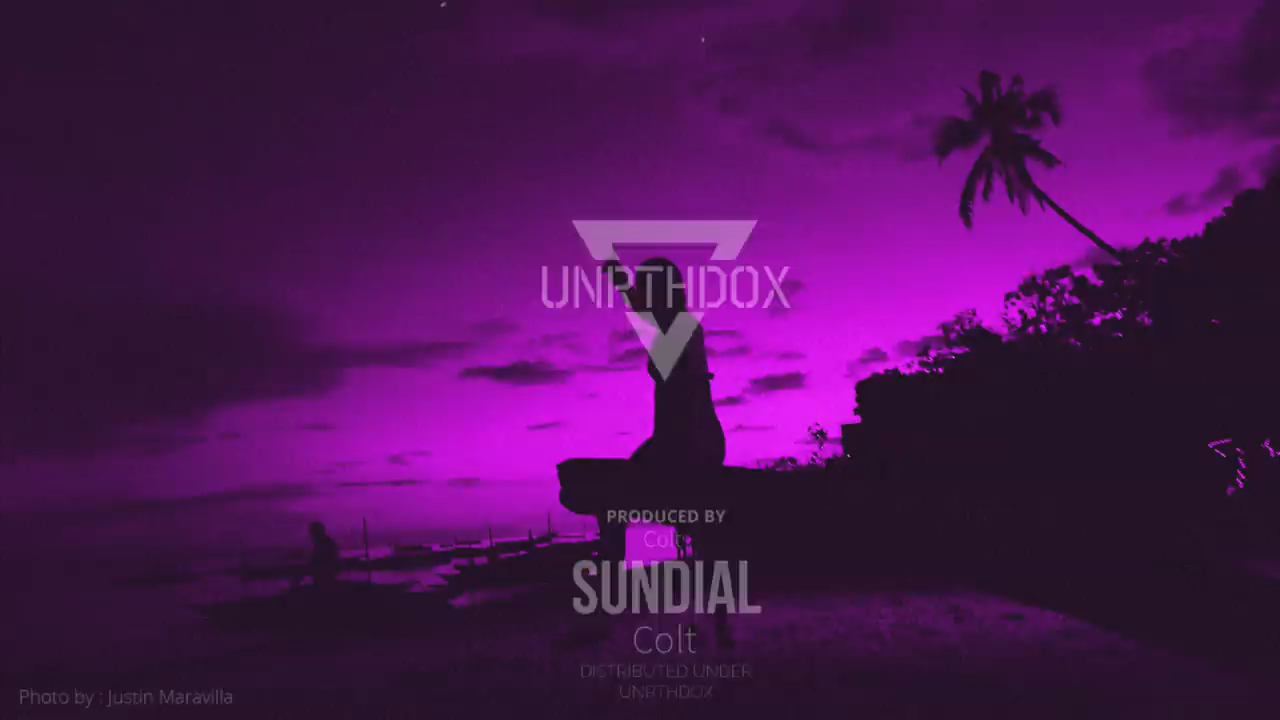 UNRTHDOX
PRODUCED BY
Colt
SUNDIAL
Colt
DISTRIBUTED UNDER
UNRTHDOX
Photo by : Justin Maravilla